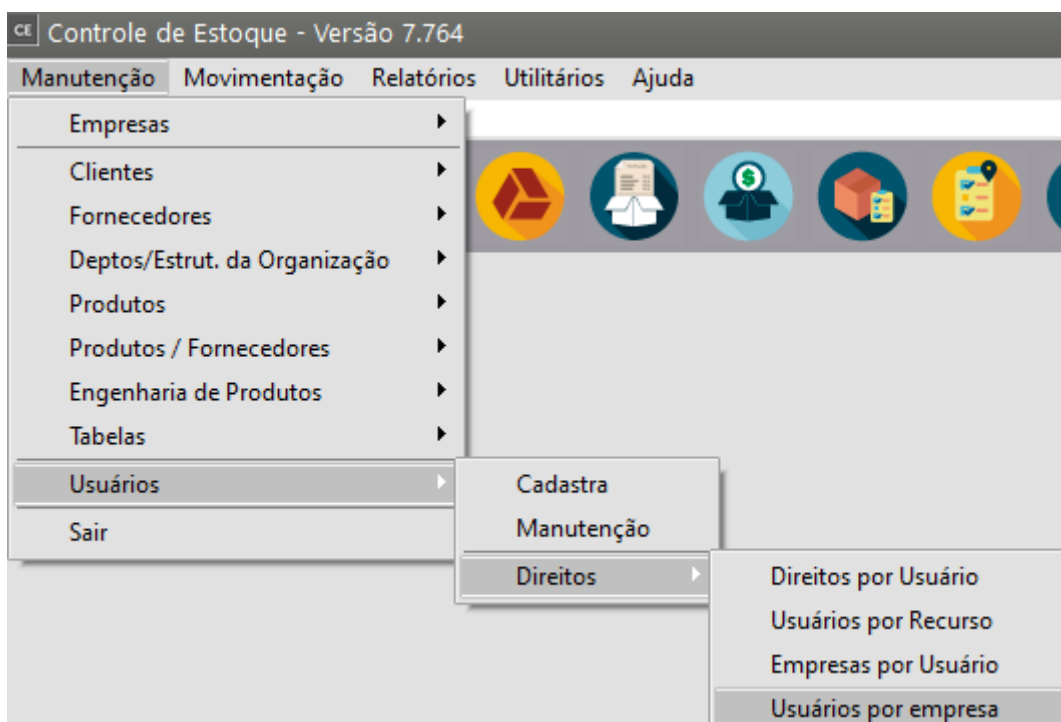 CE Controle de Estoque - Versão 7.764
Manutenção Movimentação Relatórios Utilitários Ajuda
Empresas
Clientes
Fornecedores
Deptos/Estrut. da Organização
Produtos
Produtos / Fornecedores
Engenharia de Produtos
Tabelas
Usuários
Sair
Cadastra
Manutenção
Direitos
Direitos por Usuário
Usuários por Recurso
Empresas por Usuário
Usuários por empresa